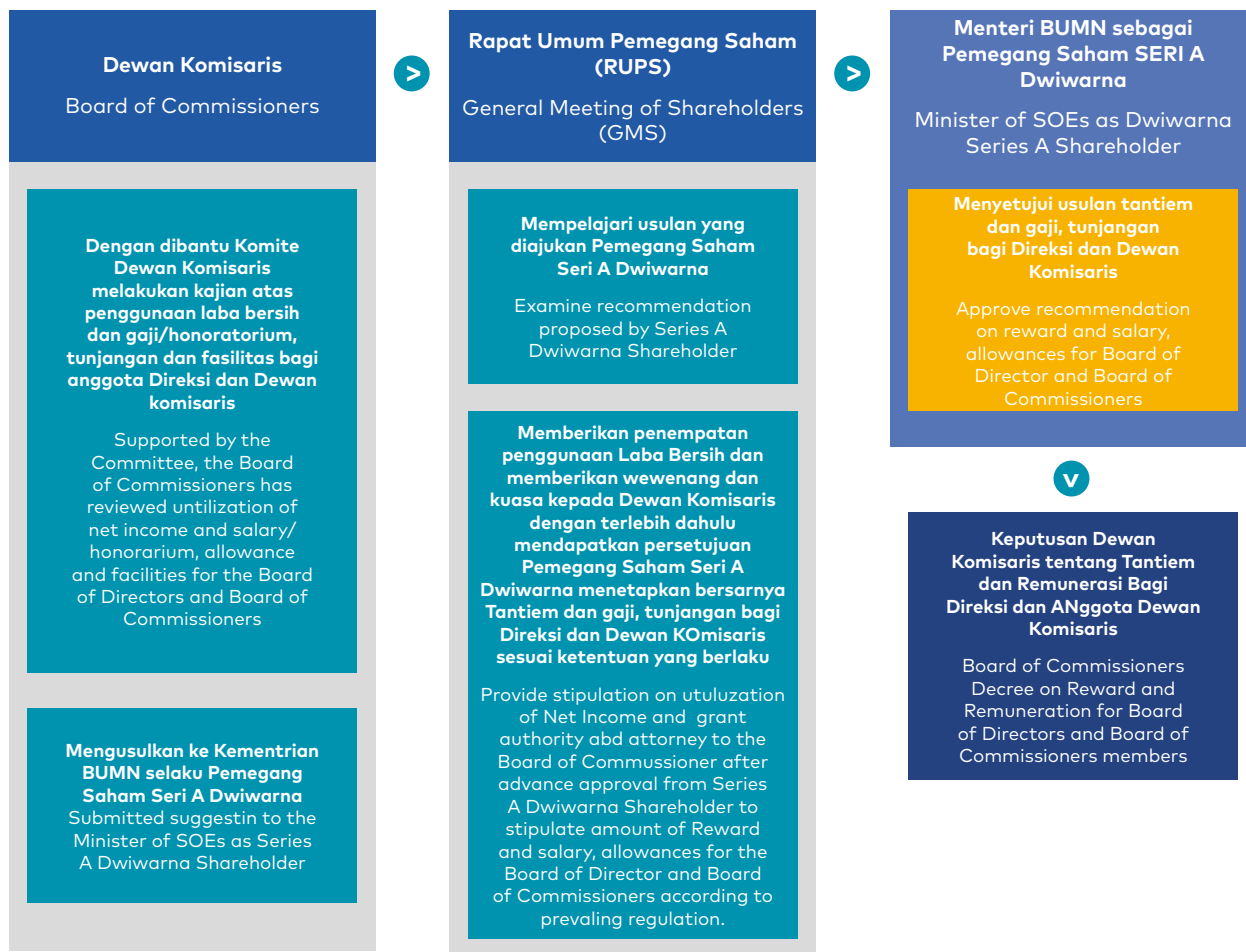 Dewan Komisaris
Board of Commissioners
>
Rapat Umum Pemegang Saham
(RUPS)
General Meeting of Shareholders
(GMS)
>
Menteri BUMN sebagai
Pemegang Saham SERI A
Dwiwarna
Minister of SOEs as Dwiwarna
Series A Shareholder
Dengan dibantu Komite
Dewan Komisaris
melakukan kajian atas
penggunaan laba bersih
dan gaji/honoratorium,
tunjangan dan fasilitas bagi
anggota Direksi dan Dewan
komisaris
Supported by the
Committee, the Board
of Commissioners has
reviewed untilization of
net income and salary/
honorarium, allowance
and facilities for the Board
of Directors and Board of
Commissioners
Mengusulkan ke Kementrian
BUMN selaku Pemegang
Saham Seri A Dwiwarna
Submitted suggestin to the
Minister of SOEs as Series
A Dwiwarna Shareholder
Mempelajari usulan yang
diajukan Pemegang Saham
Seri A Dwiwarna
Examine recommendation
proposed by Series A
Dwiwarna Shareholder
Memberikan penempatan
penggunaan Laba Bersih dan
memberikan wewenang dan
kuasa kepada Dewan Komisaris
dengan terlebih dahulu
mendapatkan persetujuan
Pemegang Saham Seri A
Dwiwarna menetapkan bersarnya
Tantiem dan gaji, tunjangan bagi
Direksi dan Dewan KOmisaris
sesuai ketentuan yang berlaku
Provide stipulation on utuluzation
of Net Income and grant
authority abd attorney to the
Board of Commussioner after
advance approval from Series
A Dwiwarna Shareholder to
stipulate amount of Reward
and salary, allowances for the
Board of Director and Board
of Commissioners according to
prevaling regulation.
Menyetujui usulan tantiem
dan gaji, tunjangan
bagi Direksi dan Dewan
Komisaris
Approve recommendation
on reward and salary,
allowances for Board of
Director and Board of
Commissioners
v
Keputusan Dewan
Komisaris tentang Tantiem
dan Remunerasi Bagi
Direksi dan ANggota Dewan
Komisaris
Board of Commissioners
Decree on Reward and
Remuneration for Board
of Directors and Board of
Commissioners members